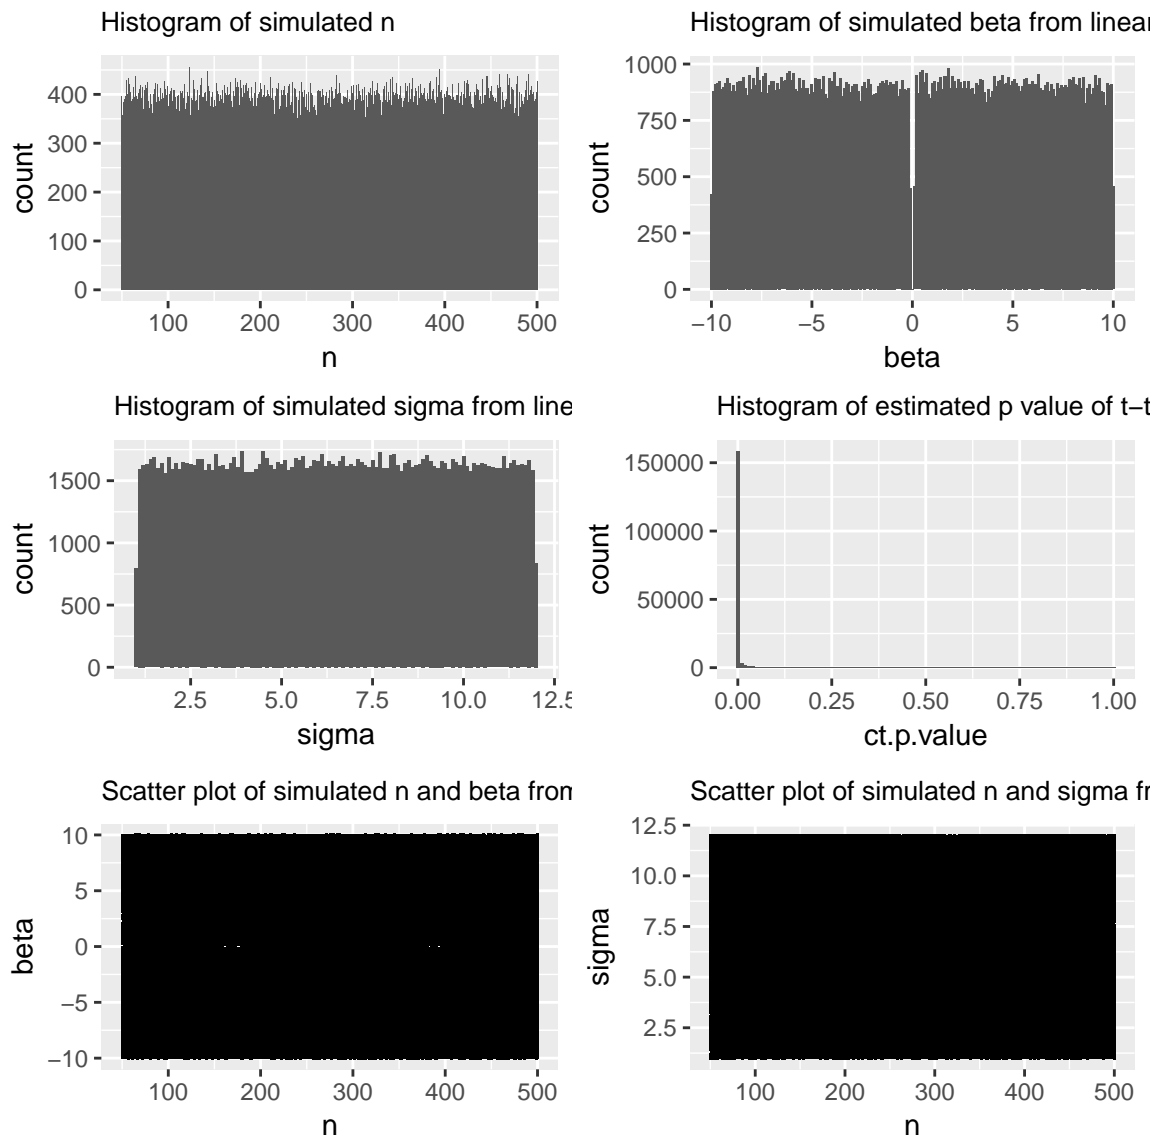 Histogram of simulated n
400
300
200
100
0
count
100 200 300 400 500
n
Histogram of simulated beta from linear
1000
750
500
250
0
count
−10 −5 0 5 10
beta
Histogram of simulated sigma from line
1500
1000
500
0
count
2.5 5.0 7.5 10.0 12.5
sigma
Histogram of estimated p value of t−t
150000
100000
50000
0
count
0.00 0.25 0.50 0.75 1.00
ct.p.value
Scatter plot of simulated n and beta from
10
5
0
−5
−10
beta
100 200 300 400 500
n
Scatter plot of simulated n and sigma fr
12.5
10.0
7.5
5.0
2.5
sigma
100 200 300 400 500
n